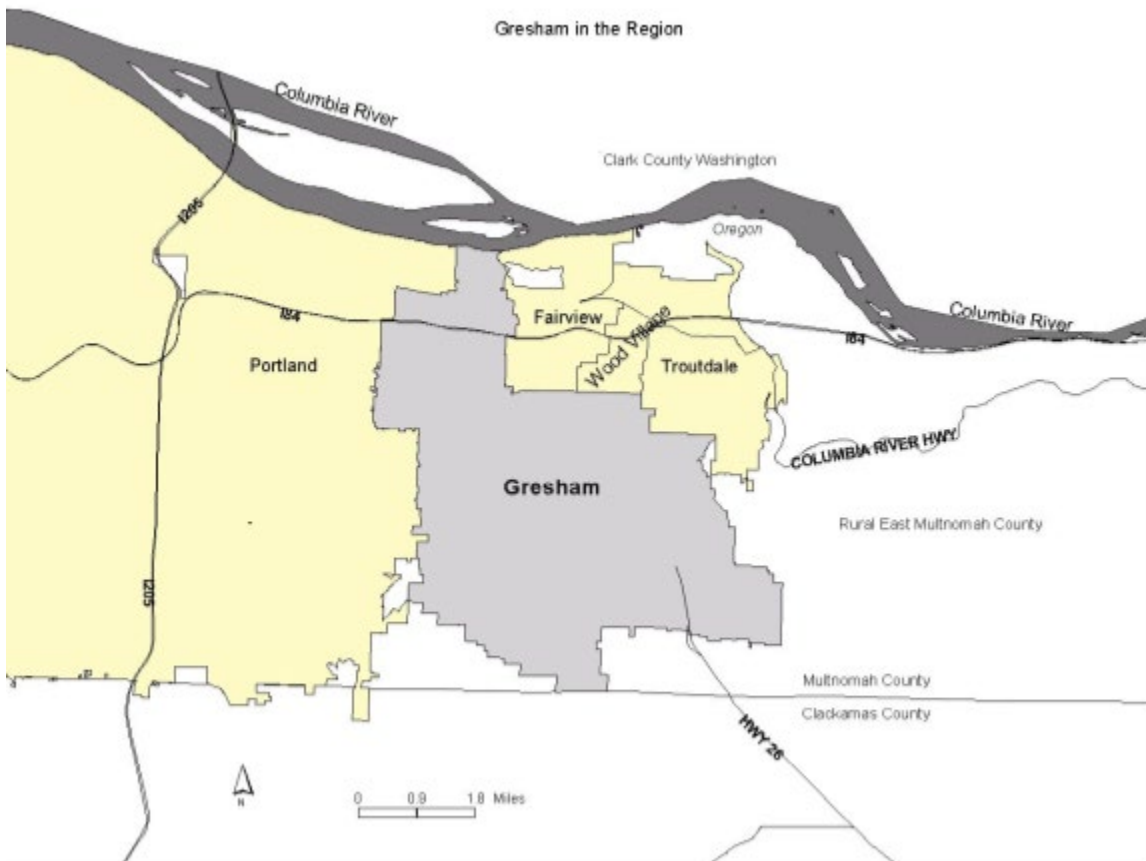 Gresham in the Region
Columbia River
Clark County Washington
I205
Oregon
Columbia River
I84
Fairview
Wood Village
I84
Portland
Troutdale
COLUMBIA RIVER HWY
Gresham
Rural East Multnomah County
I205
Multnomah County
Clackamas County
HWY 26
N
0 0.9 1.8 Miles